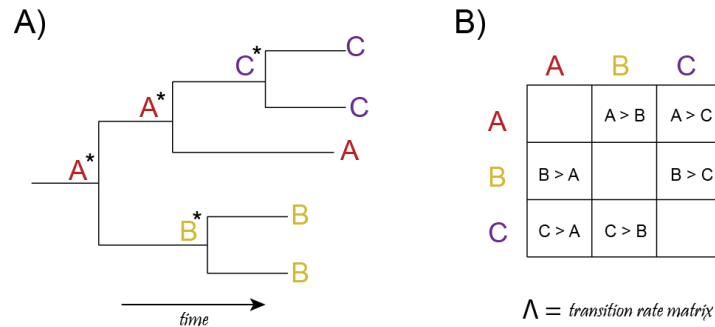 A)
C*
C
A*
C
A*
A
B*
B
B
time
B)
A B C
A A > B A > C
B B > A B > C
C C > A C > B
Λ = transition rate matrix